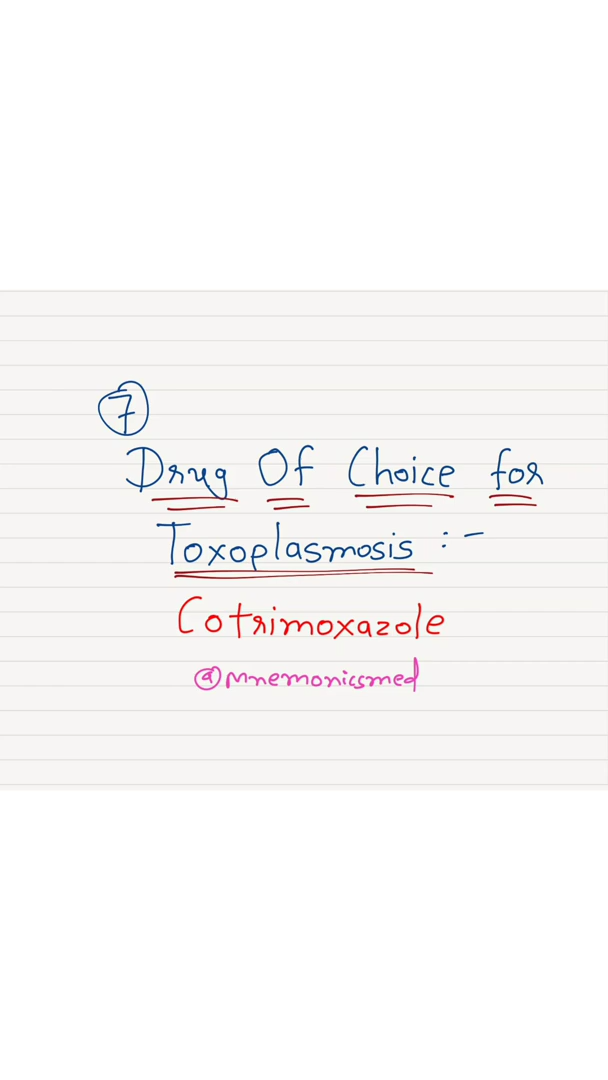 7
Drug Of Choice for
Toxoplasmosis :-
Cotrimoxazole
@mnemonicsmed